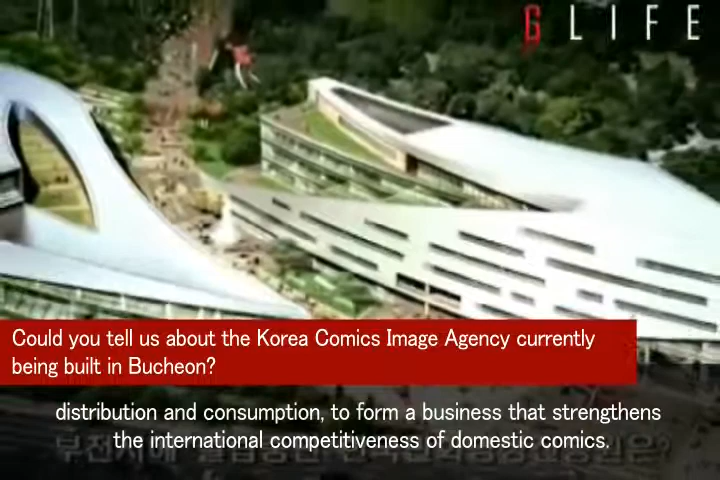 GLIFE
Could you tell us about the Korea Comics Image Agency currently
being built in Bucheon?
distribution and consumption, to form a business that strengthens
the international competitiveness of domestic comics.